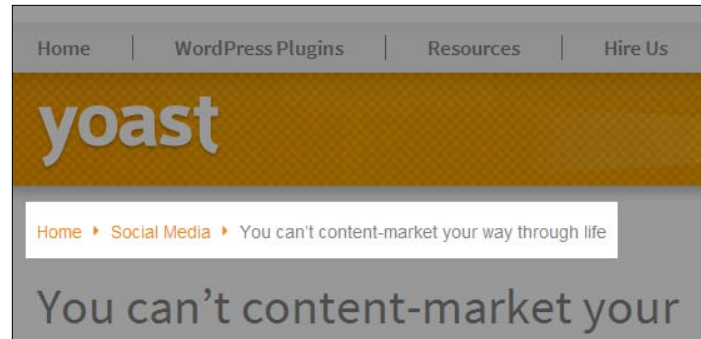 Home WordPress Plugins Resources Hire Us
yoast
Home Social Media You can't content-market your way through life
You can’t content-market your